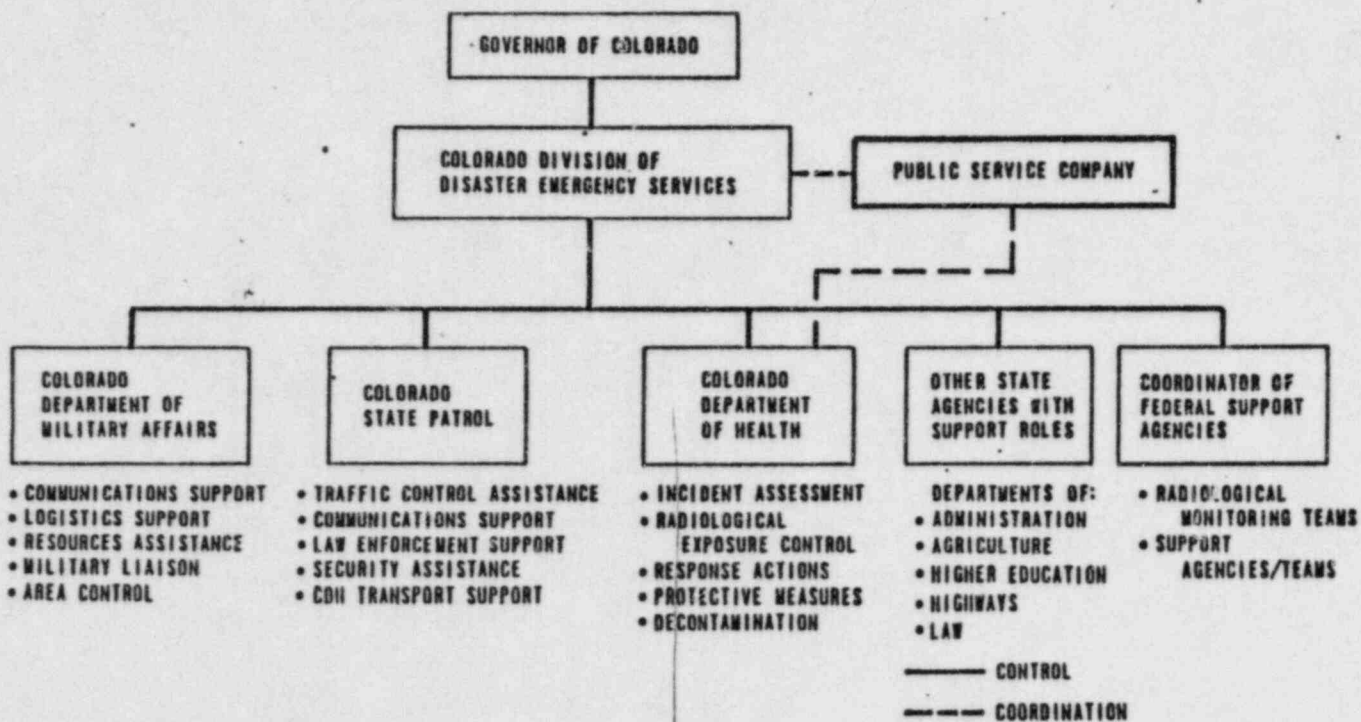 GOVERNOR OF COLORADO
COLORADO DIVISION OF
DISASTER EMERGENCY SERVICES
PUBLIC SERVICE COMPANY
COLORADO
DEPARTMENT OF
MILITARY AFFAIRS
• COMMUNICATIONS SUPPORT
• LOGISTICS SUPPORT
• RESOURCES ASSISTANCE
• MILITARY LIAISON
• AREA CONTROL
COLORADO
STATE PATROL
• TRAFFIC CONTROL ASSISTANCE
• COMMUNICATIONS SUPPORT
• LAW ENFORCEMENT SUPPORT
• SECURITY ASSISTANCE
• CDH TRANSPORT SUPPORT
COLORADO
DEPARTMENT
OF HEALTH
• INCIDENT ASSESSMENT
• RADIOLOGICAL
EXPOSURE CONTROL
• RESPONSE ACTIONS
• PROTECTIVE MEASURES
• DECONTAMINATION
OTHER STATE
AGENCIES WITH
SUPPORT ROLES
DEPARTMENTS OF:
• ADMINISTRATION
• AGRICULTURE
• HIGHER EDUCATION
• HIGHWAYS
• LAW
COORDINATOR OF
FEDERAL SUPPORT
AGENCIES
• RADIOLOGICAL
MONITORING TEAMS
• SUPPORT
AGENCIES/TEAMS
CONTROL
COORDINATION